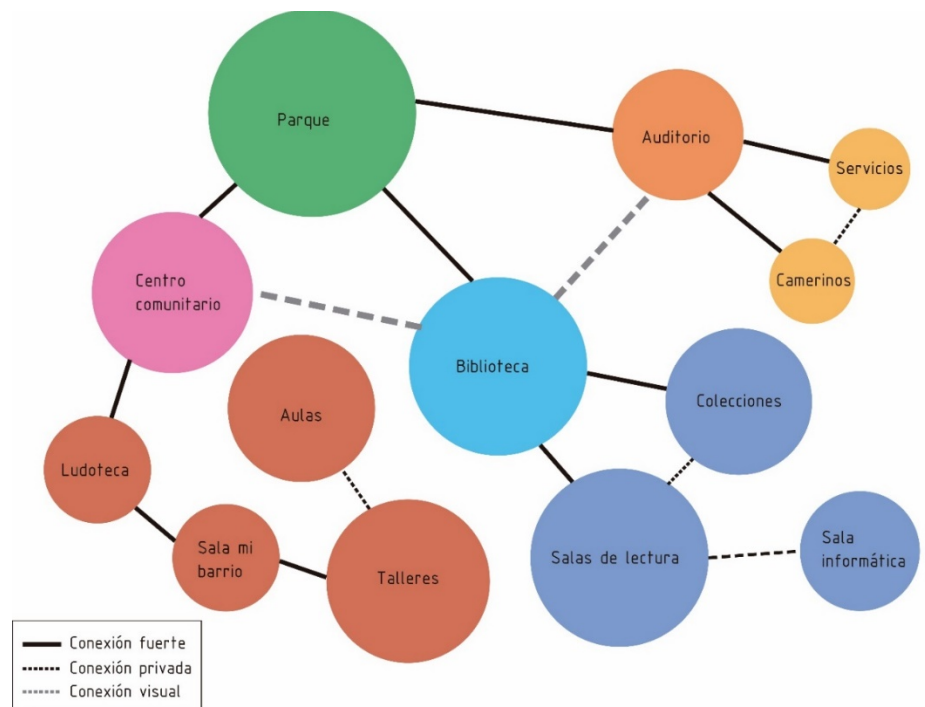 Parque
Auditorio
Servicios
Camerinos
Centro
comunitario
Biblioteca
Colecciones
Aulas
Ludoteca
Sala mi
barrio
Talleres
Salas de lectura
Sala
informática
Conexión fuerte
Conexión privada
Conexión visual